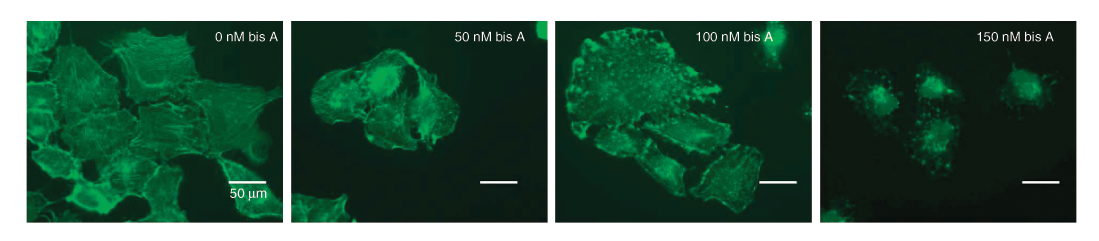 0 nM bis A
50 nM bis A
100 nM bis A
150 nM bis A
50 μm